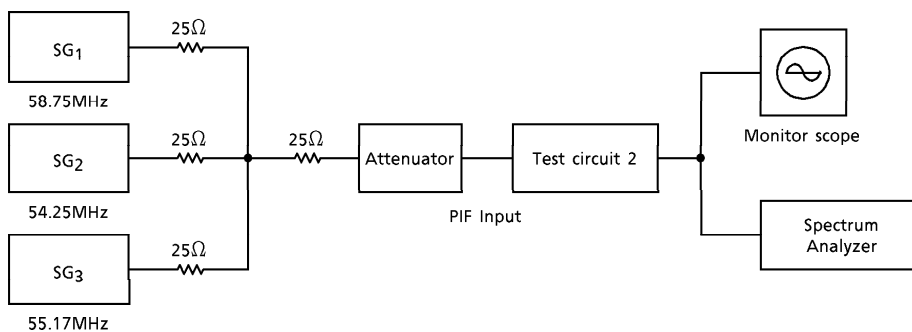 25Ω
SG1
58.75MHz
25Ω
SG2
54.25MHz
25Ω
SG3
55.17MHz
25Ω
Attenuator
PIF Input
Test circuit 2
Monitor scope
Spectrum
Analyzer